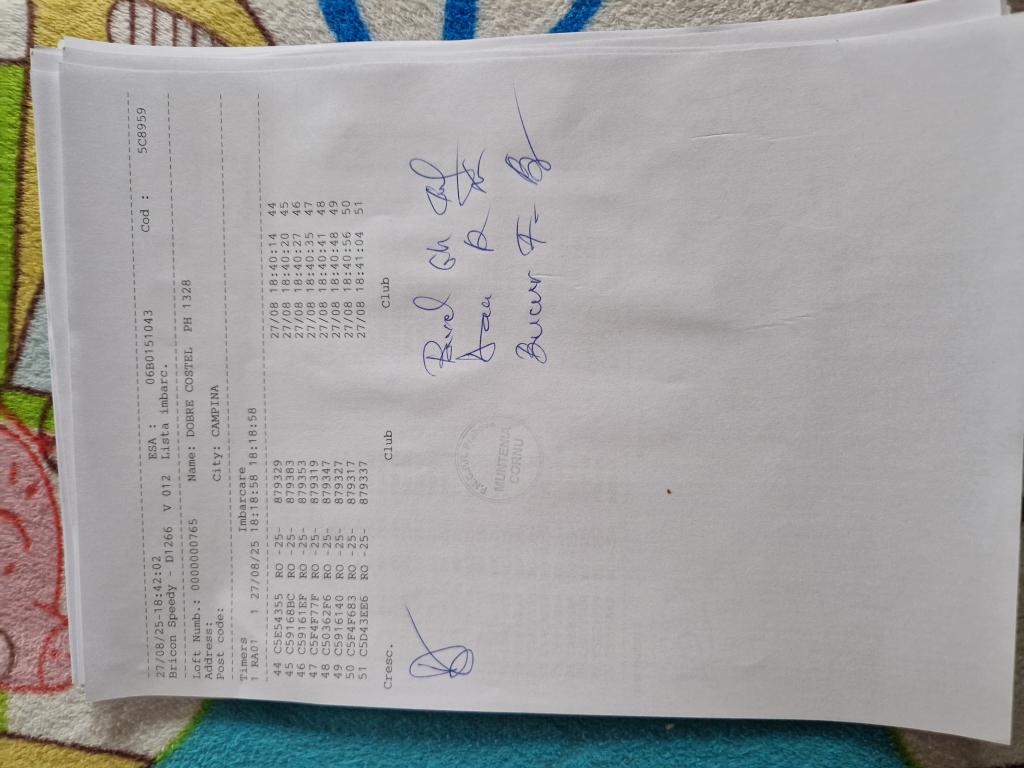 27/08/25-18:42:02 ESA : 06B0151043 Cod : 5C8959
Bricon Speedy - D1266 V 012 Lista imbarc.
Loft Numb.: 0000000765 Name: DOBRE COSTEL PH 1328
Address:
Post code: City: CAMPINA
Timers Imbarcare
1 RA01 1 27/08/25 18:18:58 18:18:58
44 C5E54355 RO -25- 879329 27/08 18:40:14 44
45 C59168BC RO -25- 879383 27/08 18:40:20 45
46 C59161EF RO -25- 879353 27/08 18:40:27 46
47 C5F4F77F RO -25- 879319 27/08 18:40:35 47
48 C50362F6 RO -25- 879347 27/08 18:40:41 48
49 C5916140 RO -25- 879327 27/08 18:40:48 49
50 C5F4F683 RO -25- 879317 27/08 18:40:56 50
51 C5D43EE6 RO -25- 879337 27/08 18:41:04 51
Cresc. Club Club
Pavel Gh
MUNTENIA
CORNU
Bucur F-